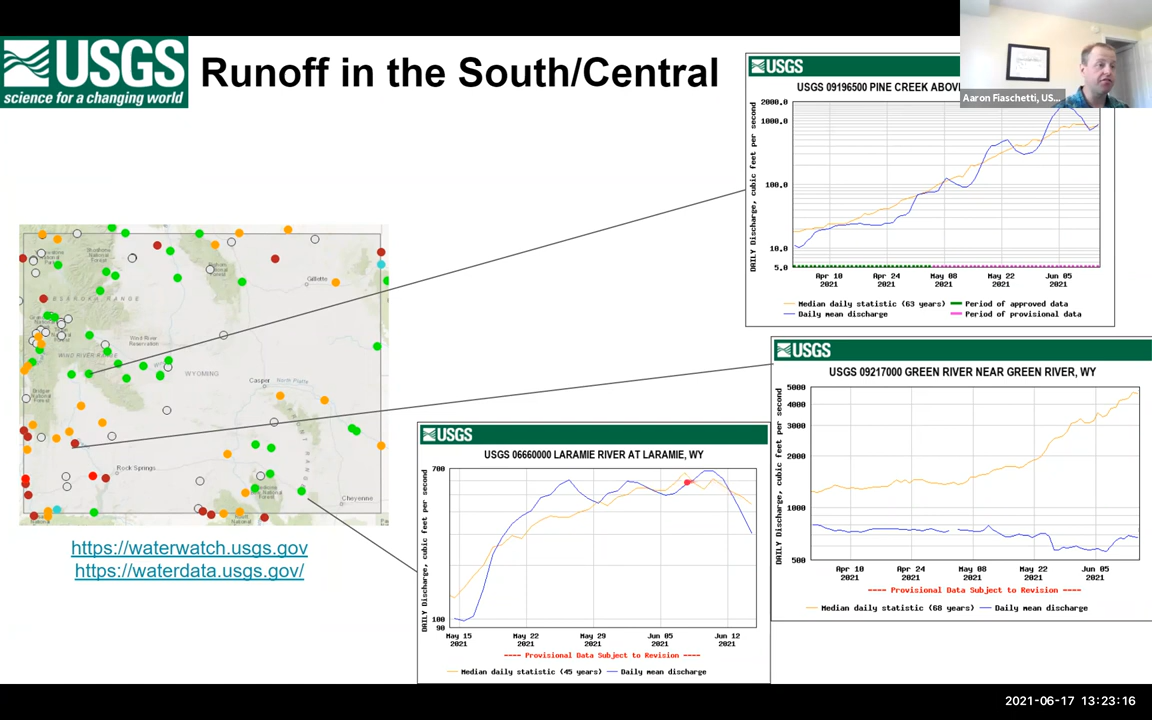 USGS
science for a changing world
Runoff in the South/Central
USGS
USGS 09196500 PINE CREEK ABOV
Aaron Fiaschetti, US...
DAILY Discharge, cubic feet per second
2000.0
1000.0
100.0
10.0
5.0
Apr 10 2021
Apr 24 2021
May 08 2021
May 22 2021
Jun 05 2021
Median daily statistic (63 years)
Period of approved data
Daily mean discharge
Period of provisional data
Gillette
Wind River Reservation
WIND RIVER RANGE
WYOMING
Casper
North Platte
Rock Springs
Cheyenne
https://waterwatch.usgs.gov
https://waterdata.usgs.gov/
USGS
USGS 09217000 GREEN RIVER NEAR GREEN RIVER, WY
DAILY Discharge, cubic feet per second
5000
4000
3000
2000
1000
500
Apr 10 2021
Apr 24 2021
May 08 2021
May 22 2021
Jun 05 2021
---- Provisional Data Subject to Revision ----
Median daily statistic (68 years)
Daily mean discharge
USGS
USGS 06660000 LARAMIE RIVER AT LARAMIE, WY
DAILY Discharge, cubic feet per second
700
100
90
May 15 2021
May 22 2021
May 29 2021
Jun 05 2021
Jun 12 2021
---- Provisional Data Subject to Revision ----
Median daily statistic (45 years)
Daily mean discharge
2021-06-17 13:23:16